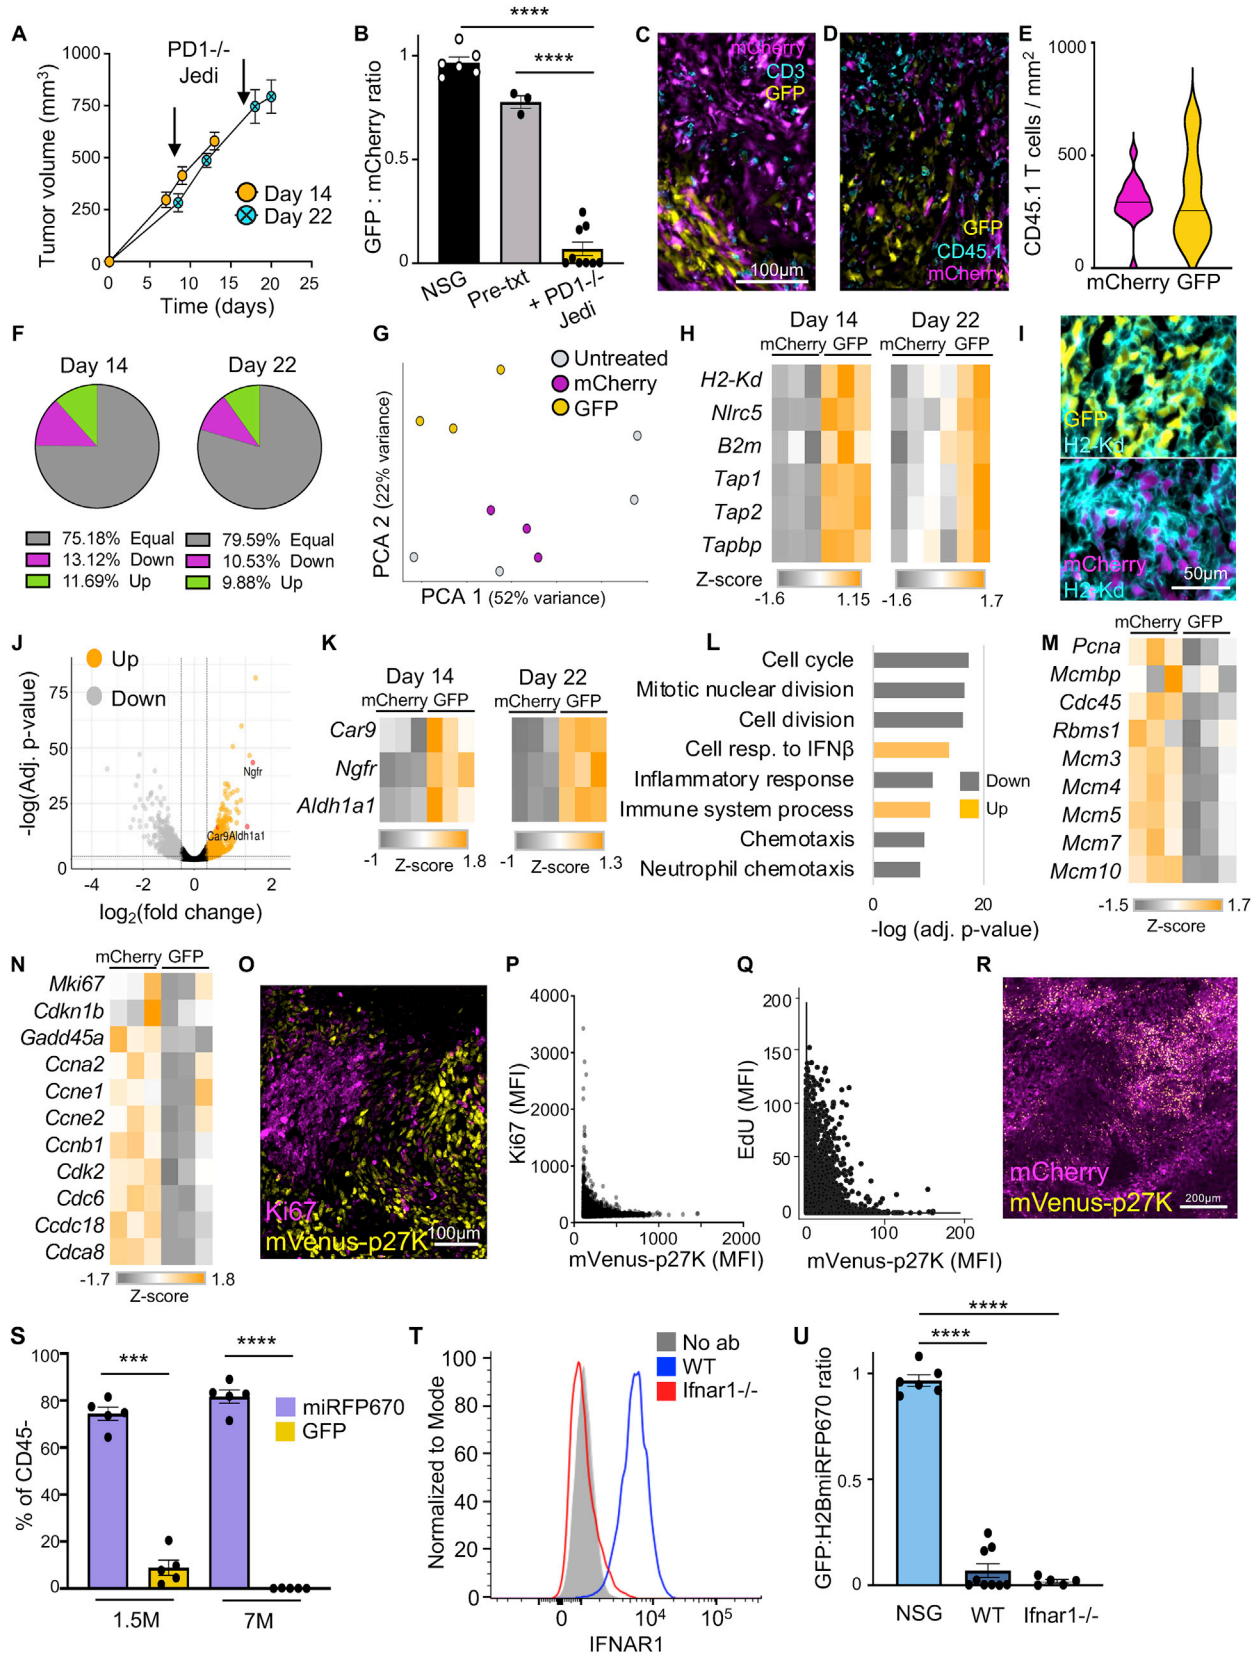 A
PD1-/-
Jedi
Tumor volume (mm3)
1000
750
500
250
0
0 5 10 15 20 25
Time (days)
Day 14
Day 22
B
****
****
GFP : mCherry ratio
1
0.5
0
NSG
Pre-txt
+ PD1-/-
Jedi
C
mCherry
CD3
GFP
100µm
D
GFP
CD45.1
mCherry
E
CD45.1 T cells / mm2
1000
500
0
mCherry GFP
F
Day 14
75.18% Equal
13.12% Down
11.69% Up
Day 22
79.59% Equal
10.53% Down
9.88% Up
G
Untreated
mCherry
GFP
PCA 2 (22% variance)
PCA 1 (52% variance)
H
Day 14 Day 22
mCherry GFP mCherry GFP
H2-Kd
Nlrc5
B2m
Tap1
Tap2
Tapbp
Z-score
-1.6 1.15 -1.6 1.7
I
GFP
H2-Kd
mCherry
H2-Kd
50µm
J
Up
Down
-log(Adj. p-value)
75
50
25
0
Ngfr
Car9 Aldh1a1
-4 -2 0 2
log2(fold change)
K
Day 14 Day 22
mCherry GFP mCherry GFP
Car9
Ngfr
Aldh1a1
-1 Z-score 1.8 -1 Z-score 1.3
L
Cell cycle
Mitotic nuclear division
Cell division
Cell resp. to IFNβ
Inflammatory response
Immune system process
Chemotaxis
Neutrophil chemotaxis
Down
Up
0 20
-log (adj. p-value)
M
mCherry GFP
Pcna
Mcmbp
Cdc45
Rbms1
Mcm3
Mcm4
Mcm5
Mcm7
Mcm10
-1.5 1.7
Z-score
N
mCherry GFP
Mki67
Cdkn1b
Gadd45a
Ccna2
Ccne1
Ccne2
Ccnb1
Cdk2
Cdc6
Ccdc18
Cdca8
-1.7 1.8
Z-score
O
Ki67
mVenus-p27K
100µm
P
Ki67 (MFI)
4000
3000
2000
1000
0
0 1000 2000
mVenus-p27K (MFI)
Q
EdU (MFI)
200
150
100
50
0
0 100 200
mVenus-p27K (MFI)
R
mCherry
mVenus-p27K
200µm
S
% of CD45-
100
80
60
40
20
0
***
****
miRFP670
GFP
1.5M 7M
T
No ab
WT
Ifnar1-/-
Normalized to Mode
100
80
60
40
20
0
0 104 105
IFNAR1
U
****
****
GFP:H2BmiRFP670 ratio
1
0.5
0
NSG WT Ifnar1-/-